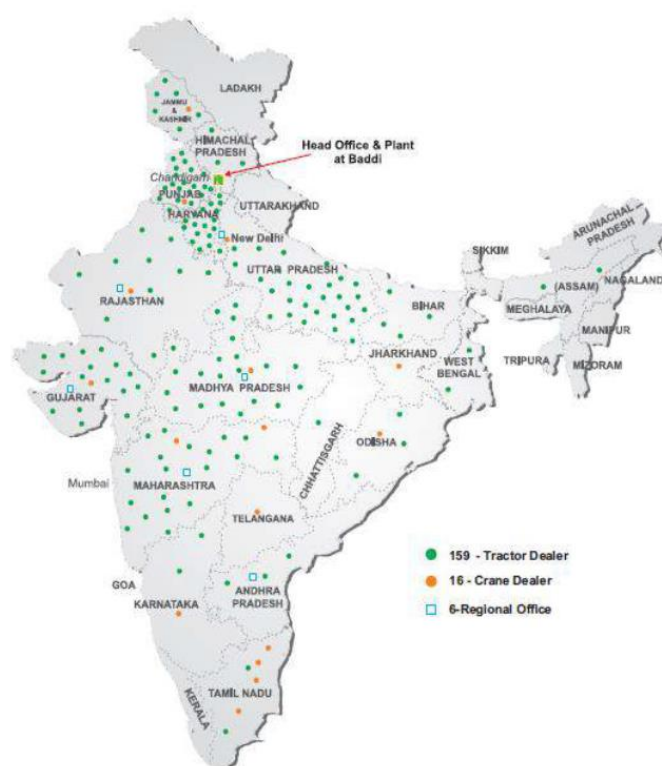 LADAKH
JAMMU
&
KASHMIR
HIMACHAL
PRADESH
Head Office & Plant
at Baddi
Chandigarh
PUNJAB
UTTARAKHAND
HARYANA
New Delhi
ARUNACHAL
PRADESH
SIKKIM
UTTAR PRADESH
(ASSAM)
NAGALAND
RAJASTHAN
BIHAR
MEGHALAYA
MANIPUR
JHARKHAND
WEST
BENGAL
TRIPURA
MIZORAM
MADHYA PRADESH
GUJARAT
CHHATTISGARH
ODISHA
Mumbai
MAHARASHTRA
TELANGANA
159 - Tractor Dealer
16 - Crane Dealer
6-Regional Office
GOA
KARNATAKA
ANDHRA
PRADESH
TAMIL NADU
KERALA